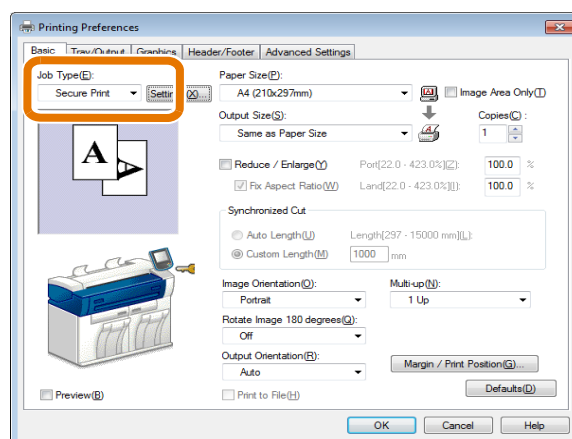 Printing Preferences
Basic Tray/Output Graphics Header/Footer Advanced Settings
Job Type(E):
Secure Print
(X)...
Paper Size(P):
A4 (210x297mm)
Image Area Only(T)
Output Size(S):
Same as Paper Size
Copies(C) :
1
A
A
Reduce / Enlarge(Y) Port[22.0 - 423.0%](Z): 100.0 %
Fix Aspect Ratio(W) Land[22.0 - 423.0%](I): 100.0 %
Synchronized Cut
Auto Length(U) Length[297 - 15000 mm](L):
Custom Length(M) 1000 mm
Image Orientation(O): Multi-up(N):
Portrait 1 Up
Rotate Image 180 degrees(Q):
Off
Output Orientation(R):
Auto
Margin / Print Position(G)...
Preview(B) Print to File(H) Defaults(D)
OK Cancel Help